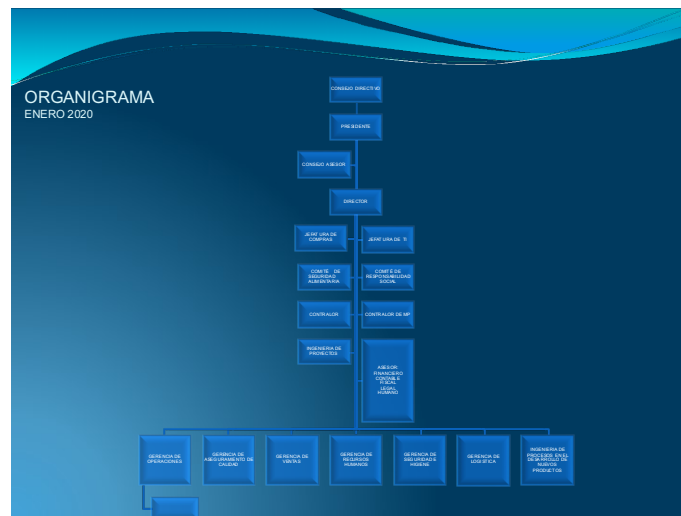 ORGANIGRAMA
ENERO 2020
CONSEJO DIRECTIVO
PRESIDENTE
CONSEJO ASESOR
DIRECTOR
JEFATURA DE
COMPRAS
JEFATURA DE TI
COMITÉ DE
SEGURIDAD
ALIMENTARIA
COMITÉ DE
RESPONSABILIDAD
SOCIAL
CONTRALOR
CONTRALOR DE MP
INGENIERIA DE
PROYECTOS
ASESOR:
FINANCIERO
CONTABLE
FISCAL
LEGAL
HUMANO
GERENCIA DE
OPERACIONES
GERENCIA DE
ASEGURAMIENTO DE
CALIDAD
GERENCIA DE
VENTAS
GERENCIA DE
RECURSOS
HUMANOS
GERENCIA DE
SEGURIDAD E
HIGIENE
GERENCIA DE
LOGISTICA
INGENIERIA DE
PROCESOS EN EL
DESARROLLO DE
NUEVOS
PRODUCTOS